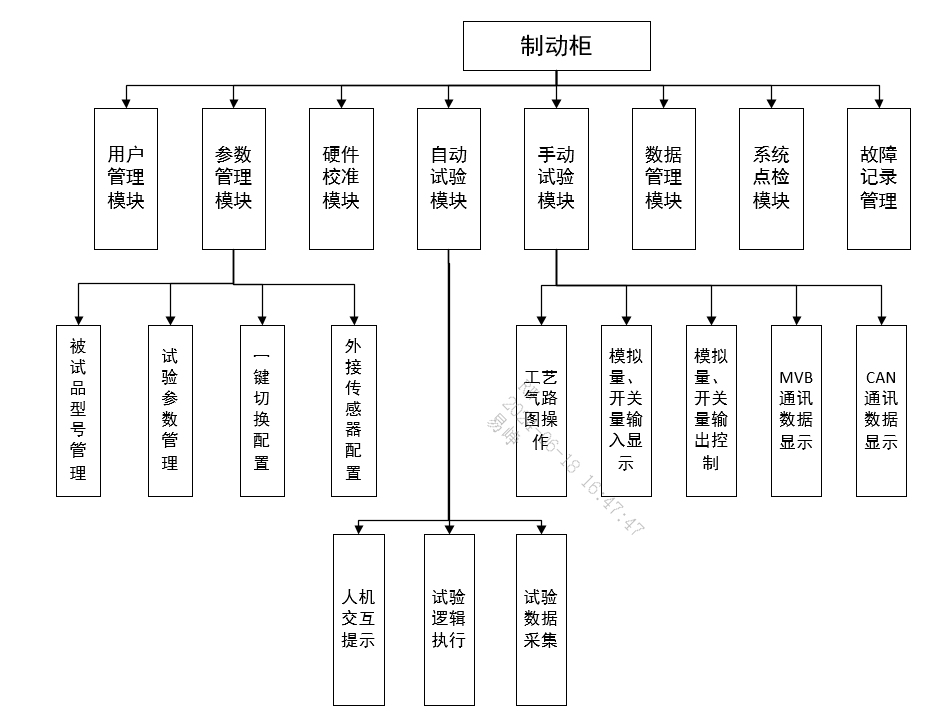 制动柜
用户
管理
模块
参数
管理
模块
硬件
校准
模块
自动
试验
模块
手动
试验
模块
数据
管理
模块
系统
点检
模块
故障
记录
管理
被
试
品
型
号
管
理
试
验
参
数
管
理
一
键
切
换
配
置
外
接
传
感
器
配
置
工艺
气路
图操
作
模拟
量、
开关
量输
入显
示
模拟
量、
开关
量输
出控
制
MVB
通讯
数据
显示
CAN
通讯
数据
显示
人机
交互
提示
试验
逻辑
执行
试验
数据
采集
16:47:47